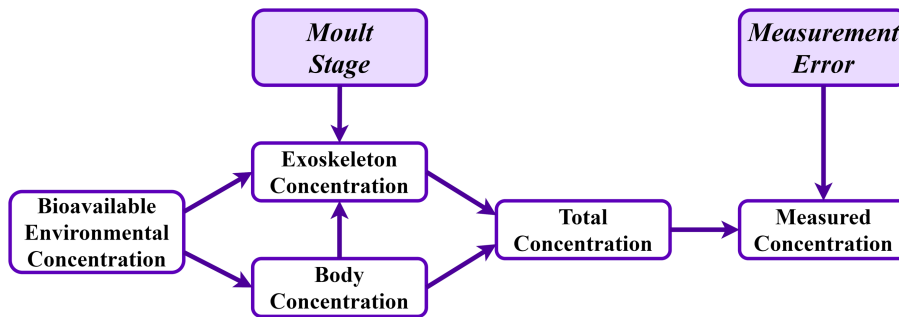 Moult
Stage
Measurement
Error
Exoskeleton
Concentration
Bioavailable
Environmental
Concentration
Total
Concentration
Measured
Concentration
Body
Concentration